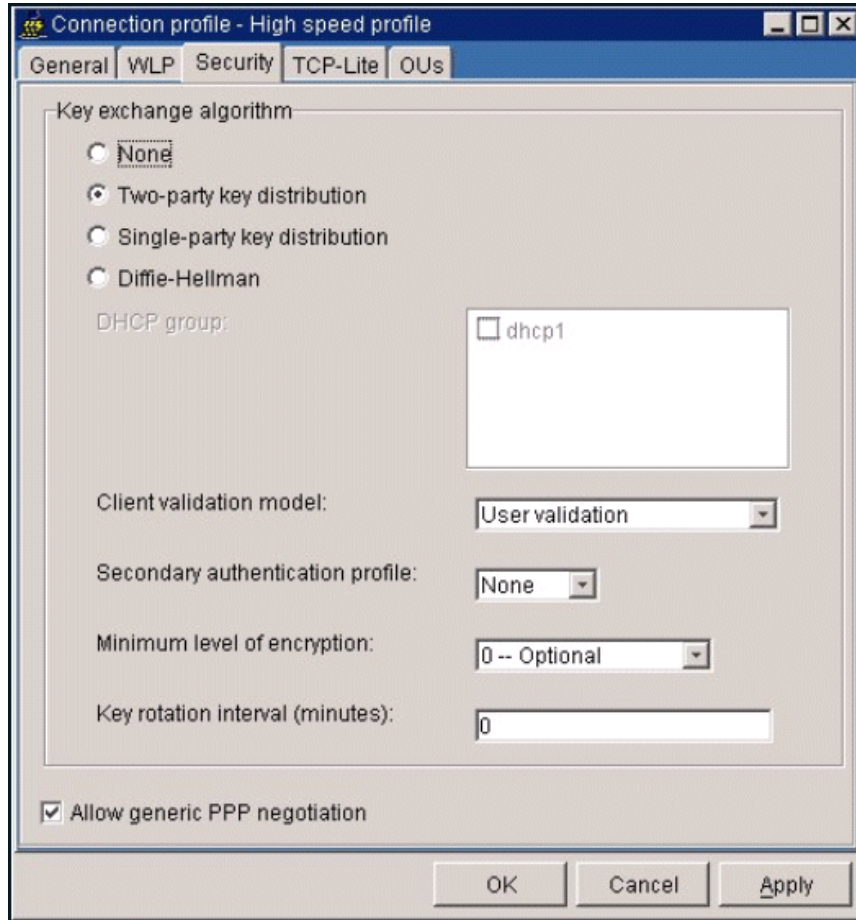 Connection profile - High speed profile
General WLP Security TCP-Lite OUs
Key exchange algorithm
None
Two-party key distribution
Single-party key distribution
Diffie-Hellman
DHCP group:
dhcp1
Client validation model:
User validation
Secondary authentication profile:
None
Minimum level of encryption:
0 -- Optional
Key rotation interval (minutes):
0
Allow generic PPP negotiation
OK Cancel Apply